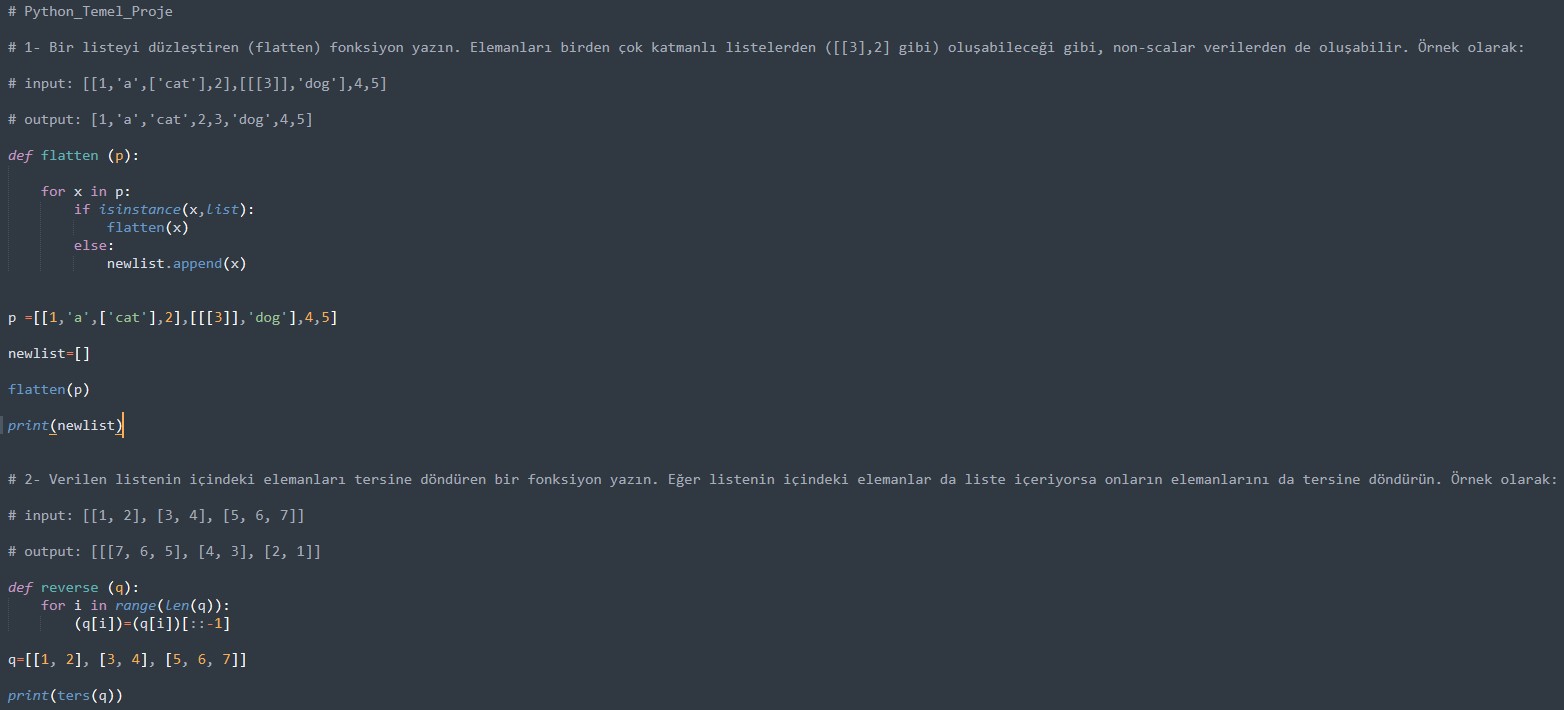 # Python_Temel_Proje
# 1- Bir listeyi düzleştiren (flatten) fonksiyon yazın. Elemanları birden çok katmanlı listelerden ([[3],2] gibi) oluşabileceği gibi, non-scalar verilerden de oluşabilir. Örnek olarak:
# input: [[1,'a',['cat'],2],[[[3]],'dog'],4,5]
# output: [1,'a','cat',2,3,'dog',4,5]
def flatten (p):
    for x in p:
        if isinstance(x,list):
            flatten(x)
        else:
            newlist.append(x)
p =[[1,'a',['cat'],2],[[[3]],'dog'],4,5]
newlist=[]
flatten(p)
print(newlist)
# 2- Verilen listenin içindeki elemanları tersine döndüren bir fonksiyon yazın. Eğer listenin içindeki elemanlar da liste içeriyorsa onların elemanlarını da tersine döndürün. Örnek olarak:
# input: [[1, 2], [3, 4], [5, 6, 7]]
# output: [[[7, 6, 5], [4, 3], [2, 1]]
def reverse (q):
    for i in range(len(q)):
        (q[i])=(q[i])[::-1]
q=[[1, 2], [3, 4], [5, 6, 7]]
print(ters(q))